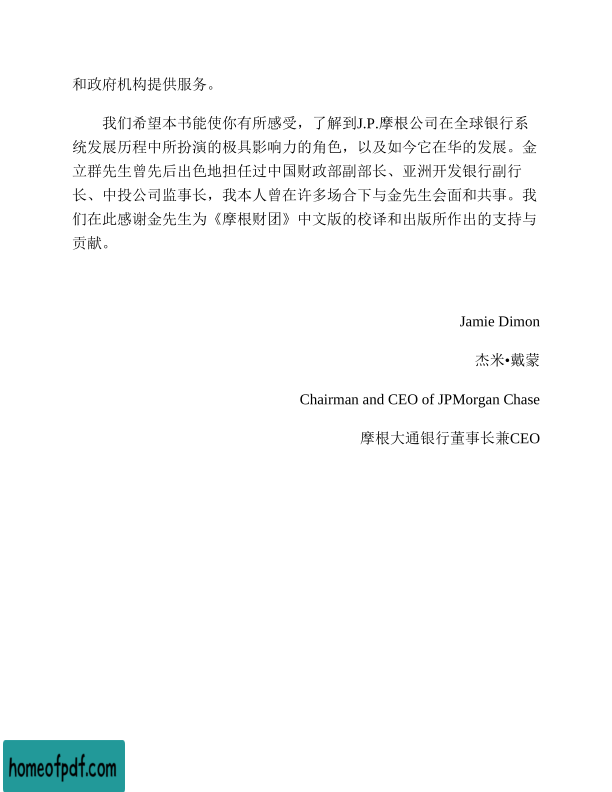 和政府机构提供服务。
我们希望本书能使你有所感受，了解到J.P.摩根公司在全球银行系
统发展历程中所扮演的极具影响力的角色，以及如今它在华的发展。金
立群先生曾先后出色地担任过中国财政部副部长、亚洲开发银行副行
长、中投公司监事长，我本人曾在许多场合下与金先生会面和共事。我
们在此感谢金先生为《摩根财团》中文版的校译和出版所作出的支持与
贡献。
Jamie Dimon
杰米•戴蒙
Chairman and CEO of JPMorgan Chase
摩根大通银行董事长兼CEO
homeofpdf.com